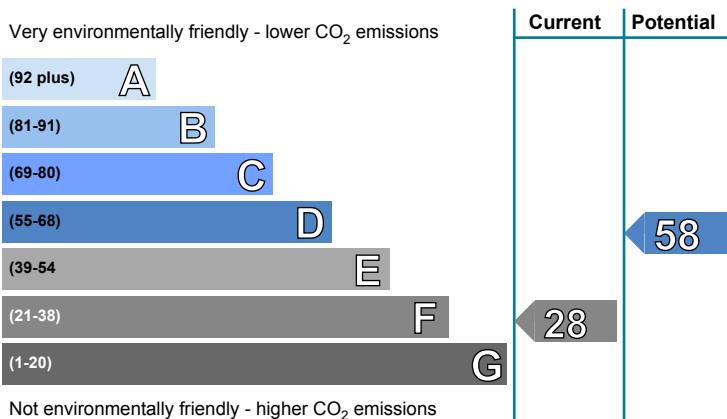 Current Potential
Very environmentally friendly - lower CO2 emissions
(92 plus) A
(81-91) B
(69-80) C
(55-68) D
58
(39-54 E
(21-38) F
28
(1-20) G
Not environmentally friendly - higher CO2 emissions